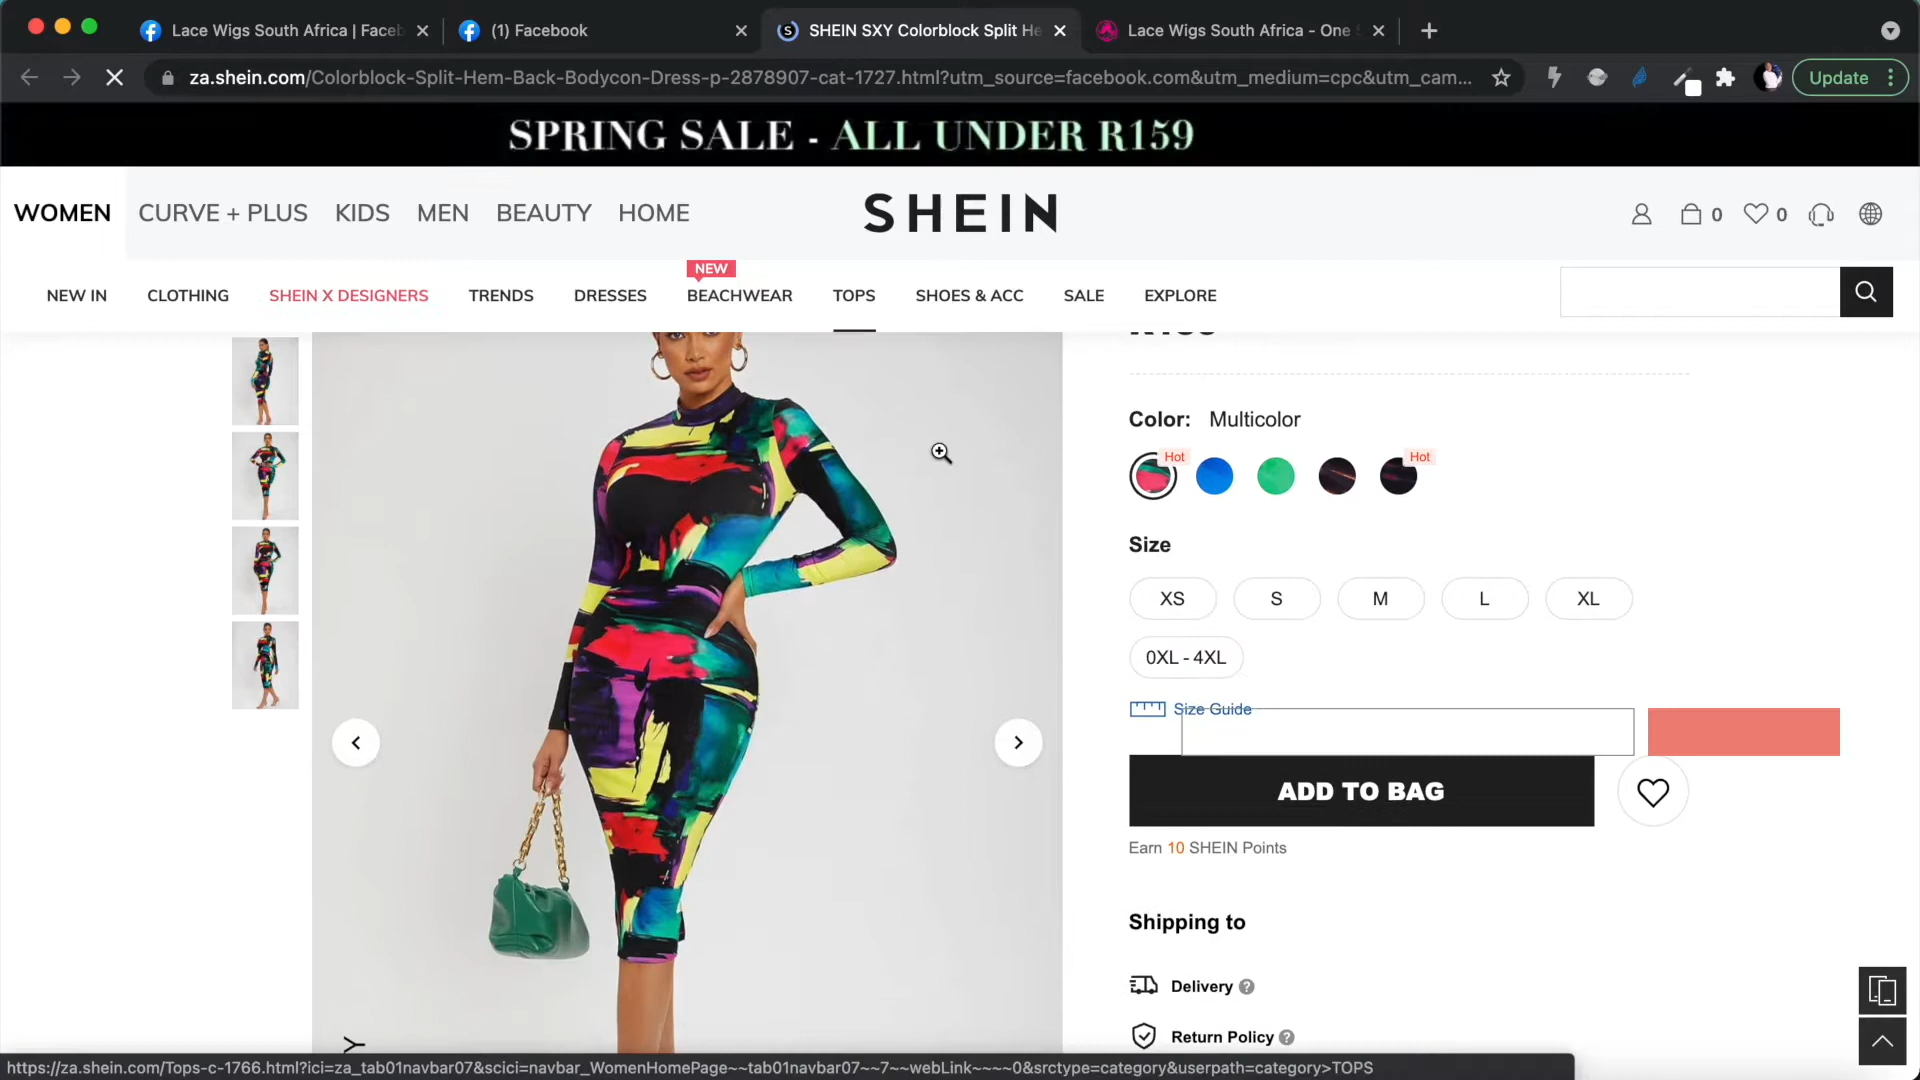 Lace Wigs South Africa | Faceb
(1) Facebook
SHEIN SXY Colorblock Split He
Lace Wigs South Africa - One
za.shein.com/Colorblock-Split-Hem-Back-Bodycon-Dress-p-2878907-cat-1727.html?utm_source=facebook.com&utm_medium=cpc&utm_cam...
Update
SPRING SALE - ALL UNDER R159
WOMEN
CURVE + PLUS
KIDS
MEN
BEAUTY
HOME
SHEIN
0
0
NEW
NEW IN
CLOTHING
SHEIN X DESIGNERS
TRENDS
DRESSES
BEACHWEAR
TOPS
SHOES & ACC
SALE
EXPLORE
Color: Multicolor
Hot
Hot
Size
XS
S
M
L
XL
0XL - 4XL
Size Guide
ADD TO BAG
Earn 10 SHEIN Points
Shipping to
Delivery ?
Return Policy ?
https://za.shein.com/Tops-c-1766.html?ici=za_tab01navbar07&scici=navbar_WomenHomePage~~tab01navbar07~~7~~webLink~~~~0&srctype=category&userpath=category>TOPS